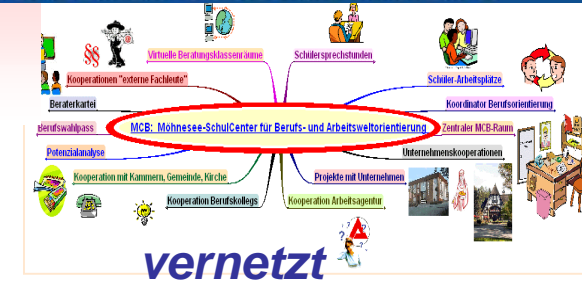 §§
Virtuelle Beratungsklassenräume
Schülersprechstunden
Kooperationen "externe Fachleute"
Schüler-Arbeitsplätze
Beraterkartei
Koordinator Berufsorientierung
Berufswahlpass
MCB: Möhnesee-SchulCenter für Berufs- und Arbeitsweltorientierung
Zentraler MCB-Raum
Potenzialanalyse
Unternehmenskooperationen
Kooperation mit Kammern, Gemeinde, Kirche
Projekte mit Unternehmen
Kooperation Berufskollegs
Kooperation Arbeitsagentur
vernetzt